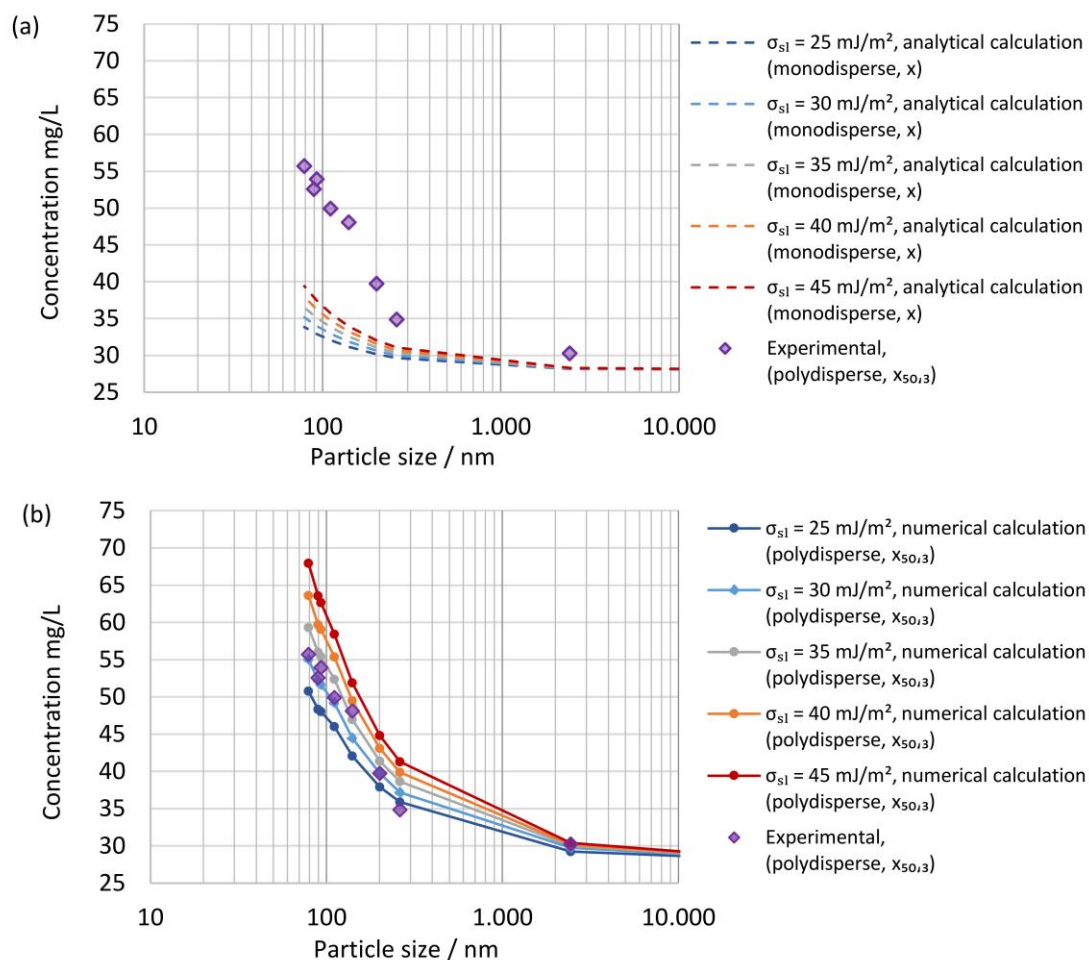 (a)
75
70
65
60
55
50
45
40
35
30
25
Concentration mg/L
10
100
1.000
10.000
Particle size / nm
σsl = 25 mJ/m², analytical calculation
(monodisperse, x)
σsl = 30 mJ/m², analytical calculation
(monodisperse, x)
σsl = 35 mJ/m², analytical calculation
(monodisperse, x)
σsl = 40 mJ/m², analytical calculation
(monodisperse, x)
σsl = 45 mJ/m², analytical calculation
(monodisperse, x)
Experimental,
(polydisperse, x₅₀,₃)
(b)
75
70
65
60
55
50
45
40
35
30
25
Concentration mg/L
10
100
1.000
10.000
Particle size / nm
σsl = 25 mJ/m², numerical calculation
(polydisperse, x₅₀,₃)
σsl = 30 mJ/m², numerical calculation
(polydisperse, x₅₀,₃)
σsl = 35 mJ/m², numerical calculation
(polydisperse, x₅₀,₃)
σsl = 40 mJ/m², numerical calculation
(polydisperse, x₅₀,₃)
σsl = 45 mJ/m², numerical calculation
(polydisperse, x₅₀,₃)
Experimental,
(polydisperse, x₅₀,₃)